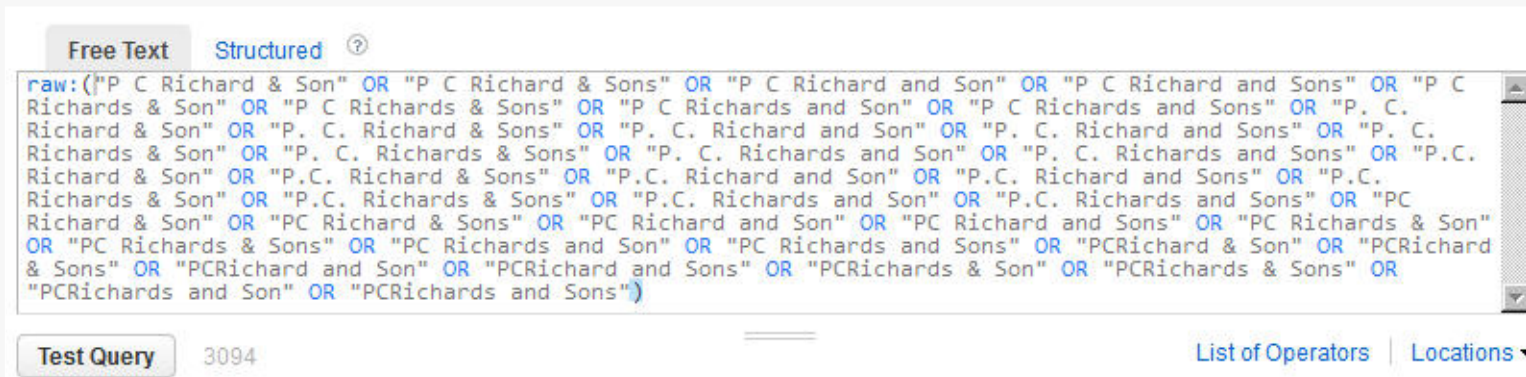 Free Text Structured ?
raw:("P C Richard & Son" OR "P C Richard & Sons" OR "P C Richard and Son" OR "P C Richard and Sons" OR "P C
Richards & Son" OR "P C Richards & Sons" OR "P C Richards and Son" OR "P C Richards and Sons" OR "P. C.
Richard & Son" OR "P. C. Richard & Sons" OR "P. C. Richard and Son" OR "P. C. Richard and Sons" OR "P. C.
Richards & Son" OR "P. C. Richards & Sons" OR "P. C. Richards and Son" OR "P. C. Richards and Sons" OR "P.C.
Richard & Son" OR "P.C. Richard & Sons" OR "P.C. Richard and Son" OR "P.C. Richard and Sons" OR "P.C.
Richards & Son" OR "P.C. Richards & Sons" OR "P.C. Richards and Son" OR "P.C. Richards and Sons" OR "PC
Richard & Son" OR "PC Richard & Sons" OR "PC Richard and Son" OR "PC Richard and Sons" OR "PC Richards & Son"
OR "PC Richards & Sons" OR "PC Richards and Son" OR "PC Richards and Sons" OR "PCRichard & Son" OR "PCRichard
& Sons" OR "PCRichard and Son" OR "PCRichard and Sons" OR "PCRichards & Son" OR "PCRichards & Sons" OR
"PCRichards and Son" OR "PCRichards and Sons")
Test Query 3094 List of Operators | Locations